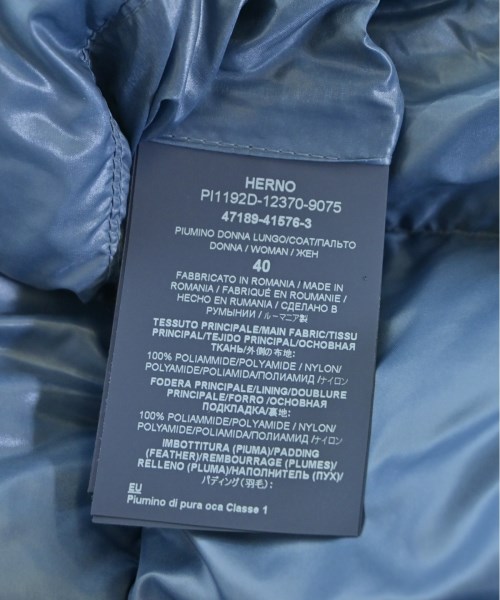 HERNO
PI1192D-12370-9075
47189-41576-3
PIUMINO DONNA LUNGO/COAT/ПАЛЬТО
DONNA / WOMAN / ЖЕН
40
FABBRICATO IN ROMANIA / MADE IN
ROMANIA / FABRIQUÉ EN ROUMANIE /
HECHO EN RUMANIA / СДЕЛАНО В
РУМЫНИИ / ルーマニア製
TESSUTO PRINCIPALE/MAIN FABRIC/TISSU
PRINCIPAL/TEJIDO PRINCIPAL/ОСНОВНАЯ
ТКАНЬ/外側の布地:
100% POLIAMMIDE/POLYAMIDE / NYLON/
POLYAMIDE/POLIAMIDA/ПОЛИАМИД /ナイロン
FODERA PRINCIPALE/LINING/DOUBLURE
PRINCIPALE/FORRO /ОСНОВНАЯ
ПОДКЛАДКА/裏地:
100% POLIAMMIDE/POLYAMIDE / NYLON/
POLYAMIDE/POLIAMIDA/ПОЛИАМИД /ナイロン
IMBOTTITURA (PIUMA)/PADDING
(FEATHER)/REMBOURRAGE (PLUMES)/
RELLENO (PLUMA)/НАПОЛНИТЕЛЬ (ПУХ)/
パディング (羽毛):
EU
Piumino di pura oca Classe 1